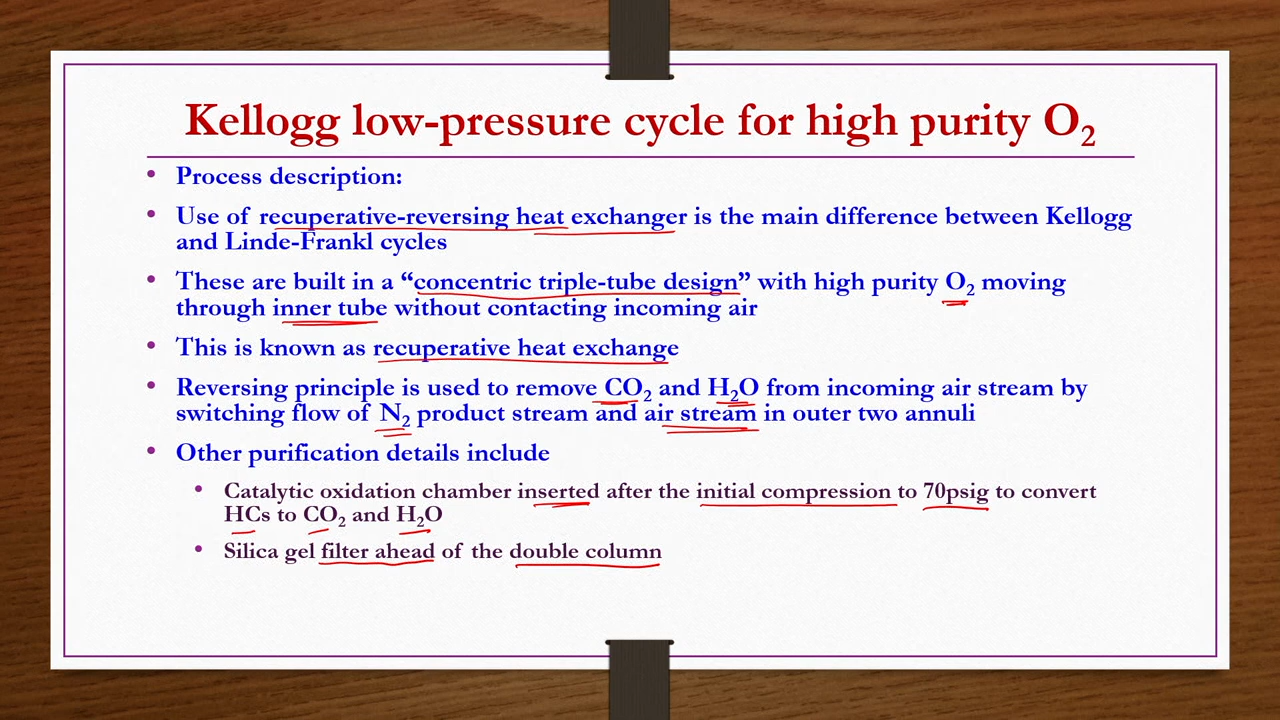 Kellogg low-pressure cycle for high purity O₂
• Process description:
• Use of recuperative-reversing heat exchanger is the main difference between Kellogg
and Linde-Frankl cycles
• These are built in a “concentric triple-tube design” with high purity O₂ moving
through inner tube without contacting incoming air
• This is known as recuperative heat exchange
• Reversing principle is used to remove CO₂ and H₂O from incoming air stream by
switching flow of N₂ product stream and air stream in outer two annuli
• Other purification details include
• Catalytic oxidation chamber inserted after the initial compression to 70psig to convert
HCs to CO₂ and H₂O
• Silica gel filter ahead of the double column